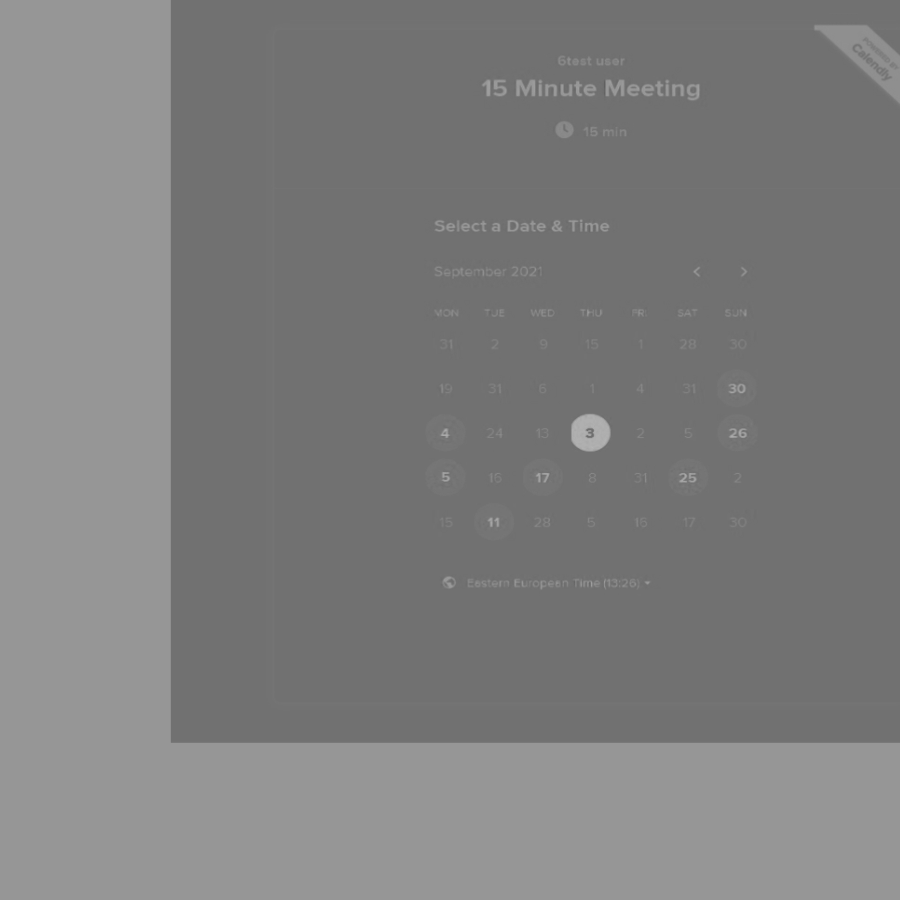 6test user
15 Minute Meeting
15 min
POWERED BY
Calendly
Select a Date & Time
September 2021
MON TUE WED THU FRI SAT SUN
31 2 9 15 1 28 30
19 31 6 1 4 31 30
4 24 13 3 2 5 26
5 15 17 8 31 25 2
15 11 28 5 16 17 30
Eastern European Time (13:26)